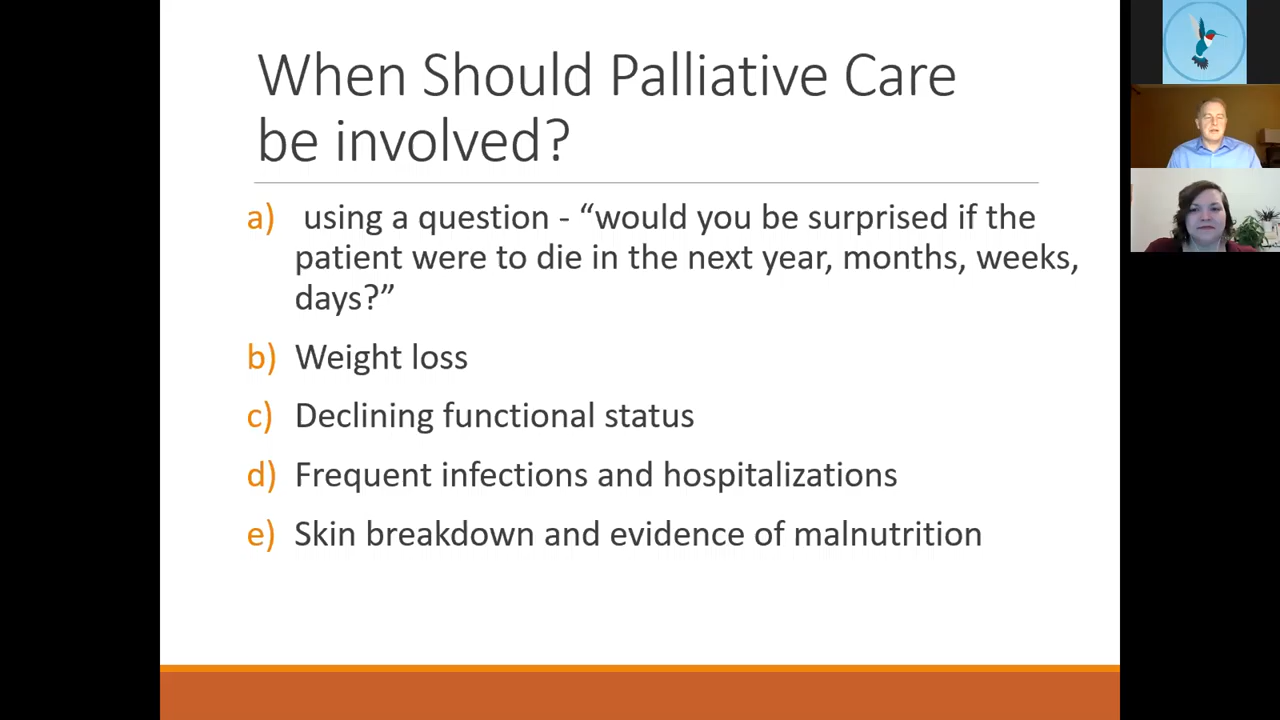 When Should Palliative Care
be involved?
a) using a question - “would you be surprised if the
patient were to die in the next year, months, weeks,
days?”
b) Weight loss
c) Declining functional status
d) Frequent infections and hospitalizations
e) Skin breakdown and evidence of malnutrition